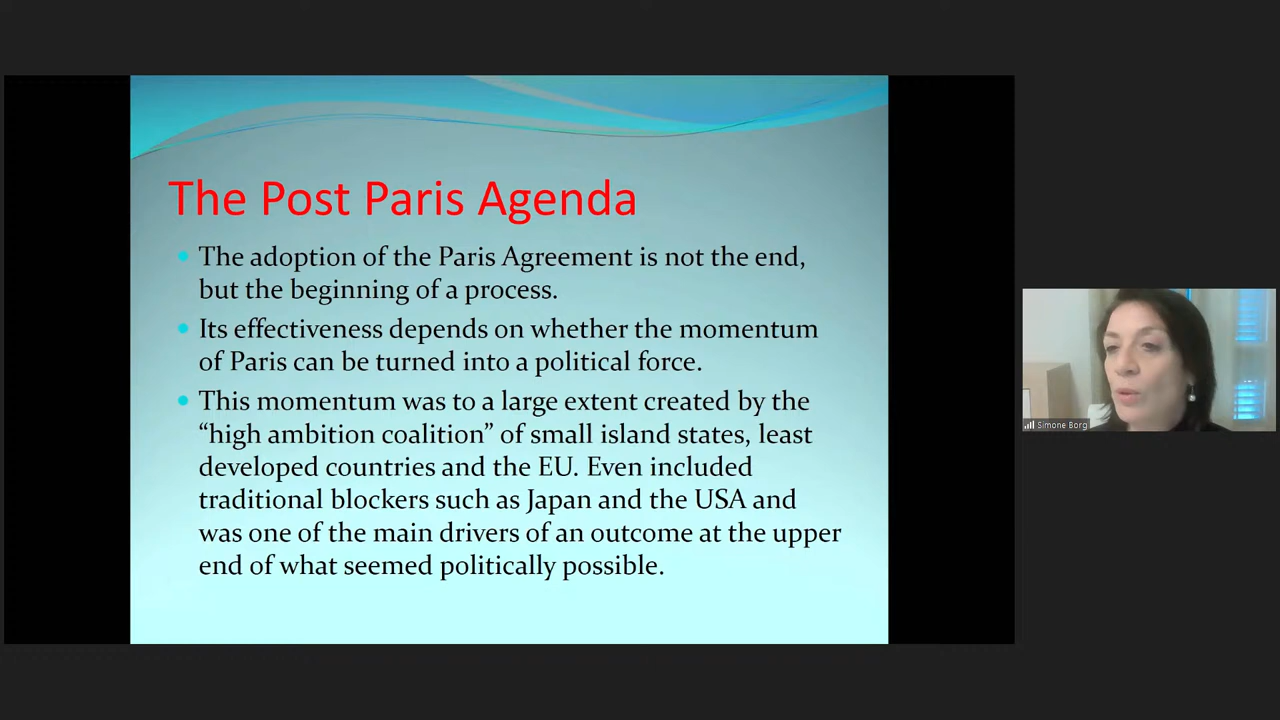 The Post Paris Agenda
The adoption of the Paris Agreement is not the end,
but the beginning of a process.
Its effectiveness depends on whether the momentum
of Paris can be turned into a political force.
This momentum was to a large extent created by the
“high ambition coalition” of small island states, least
developed countries and the EU. Even included
traditional blockers such as Japan and the USA and
was one of the main drivers of an outcome at the upper
end of what seemed politically possible.
Simone Borg